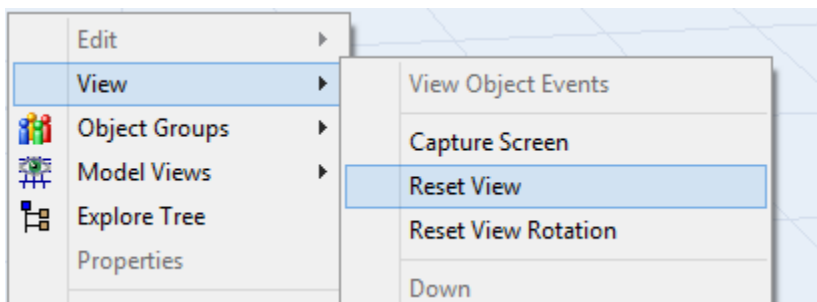 Edit
View
Object Groups
Model Views
Explore Tree
Properties
View Object Events
Capture Screen
Reset View
Reset View Rotation
Down